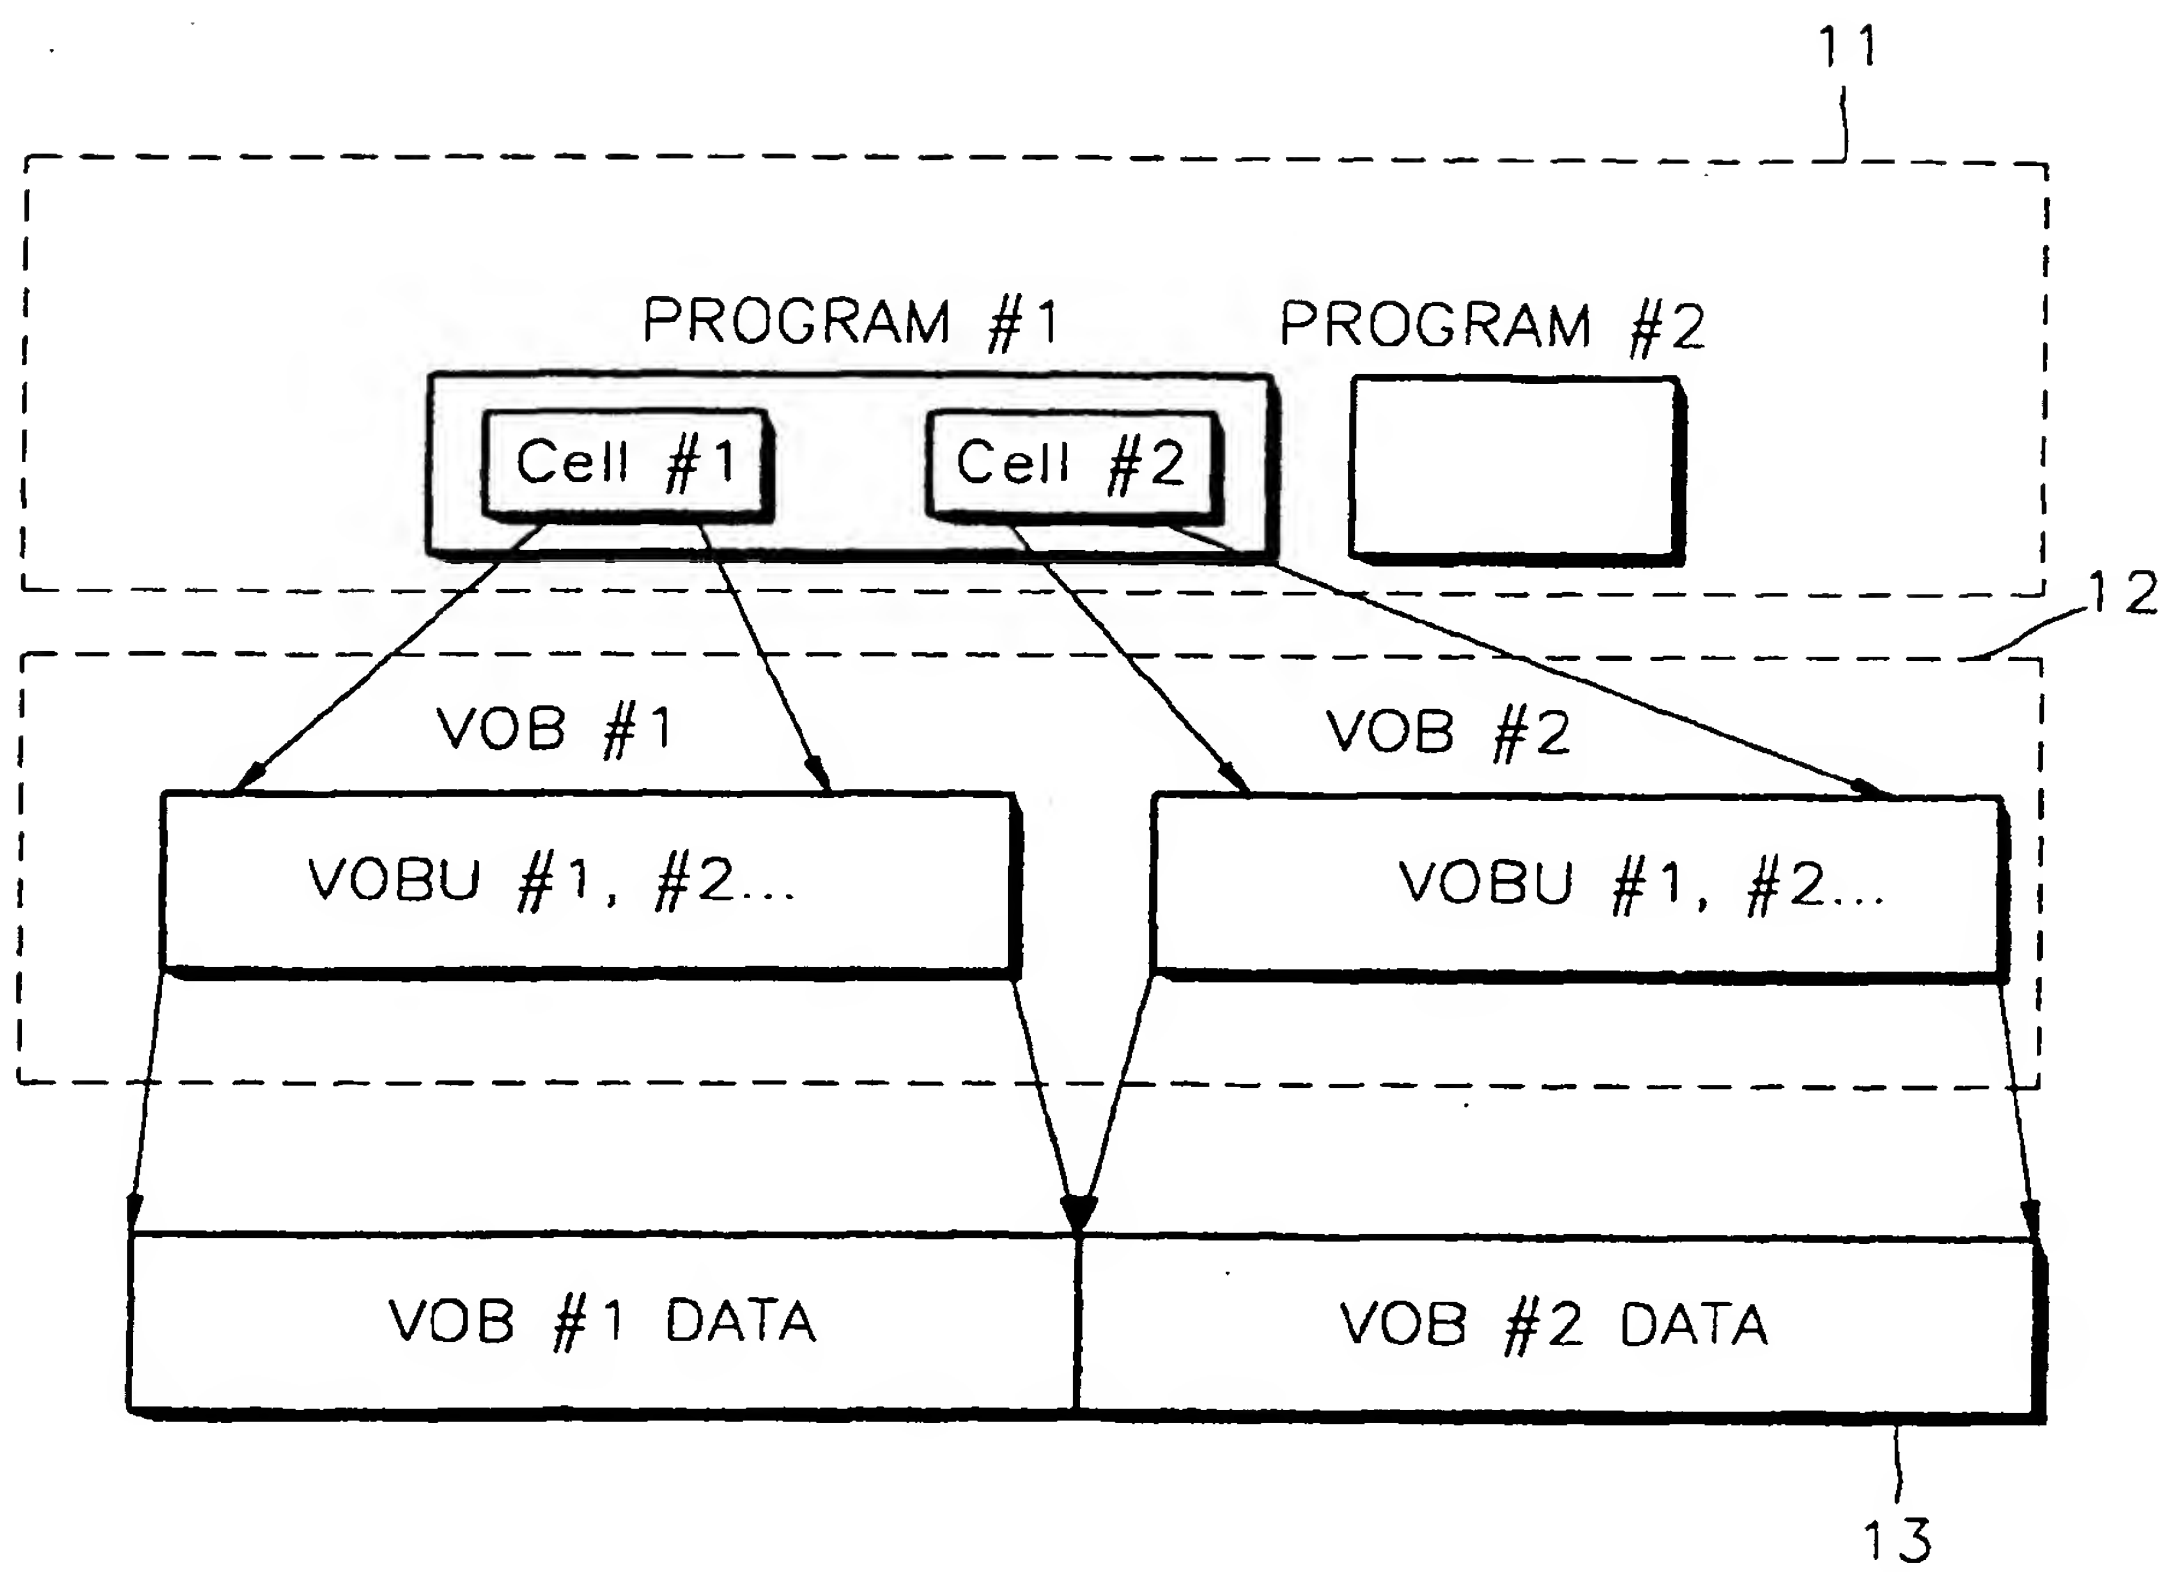 11
PROGRAM #1
PROGRAM #2
Cell #1
Cell #2
12
VOB #1
VOB #2
VOBU #1, #2...
VOBU #1, #2...
VOB #1 DATA
VOB #2 DATA
13